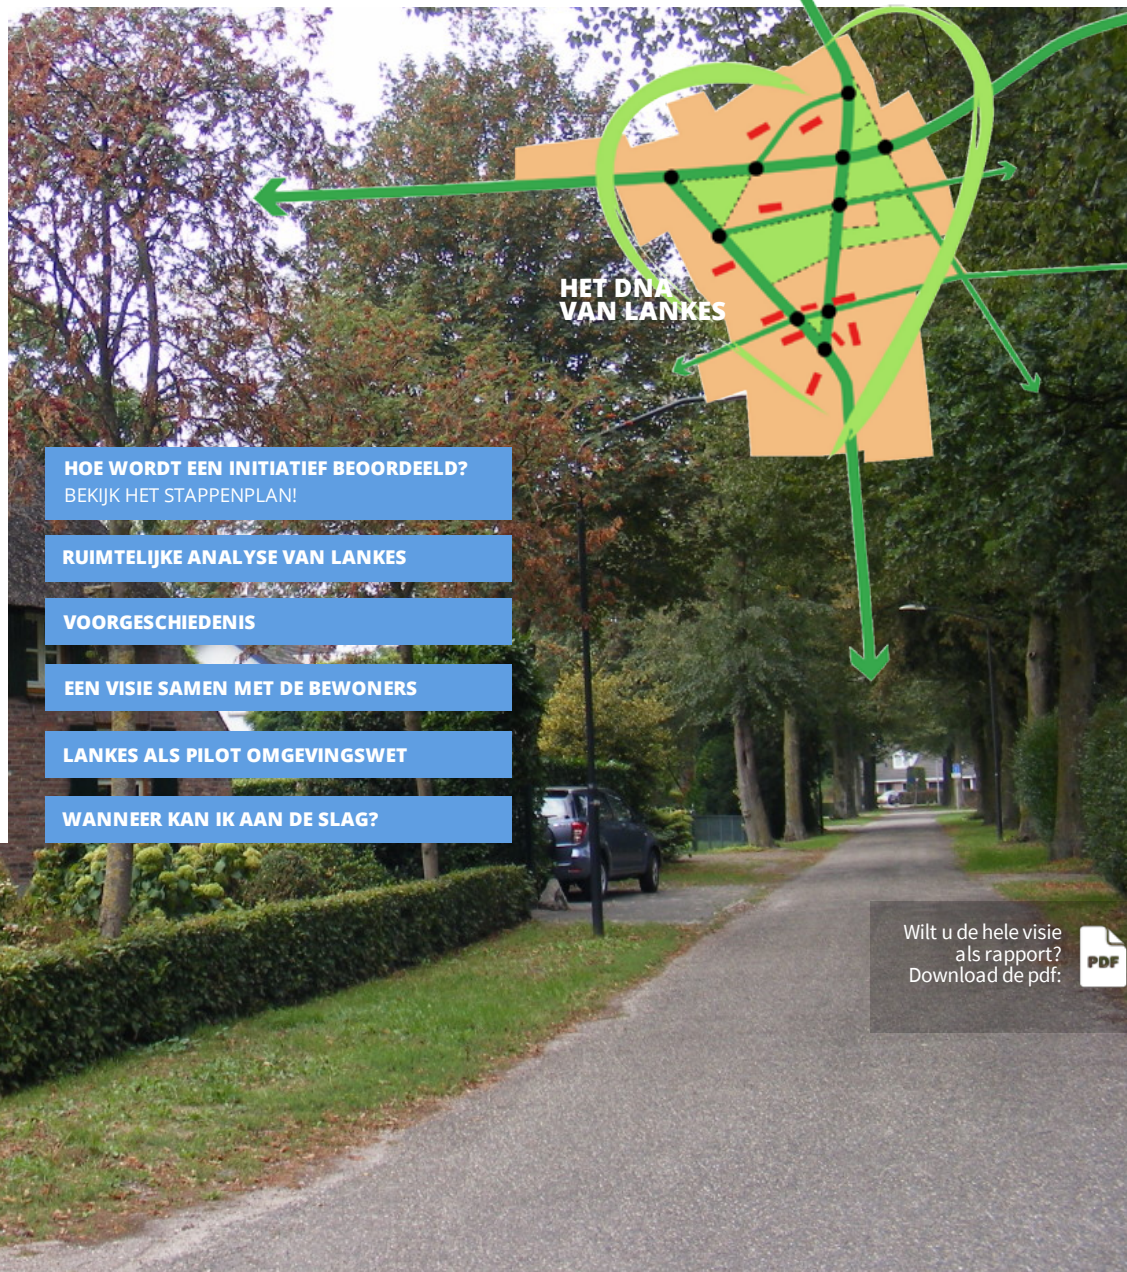 HET DNA
VAN LANKES
HOE WORDT EEN INITIATIEF BEOORDEELD?
BEKIJK HET STAPPENPLAN!
RUIMTELIJKE ANALYSE VAN LANKES
VOORGESCHIEDENIS
EEN VISIE SAMEN MET DE BEWONERS
LANKES ALS PILOT OMGEVINGSWET
WANNEER KAN IK AAN DE SLAG?
Wilt u de hele visie
als rapport?
Download de pdf:
PDF